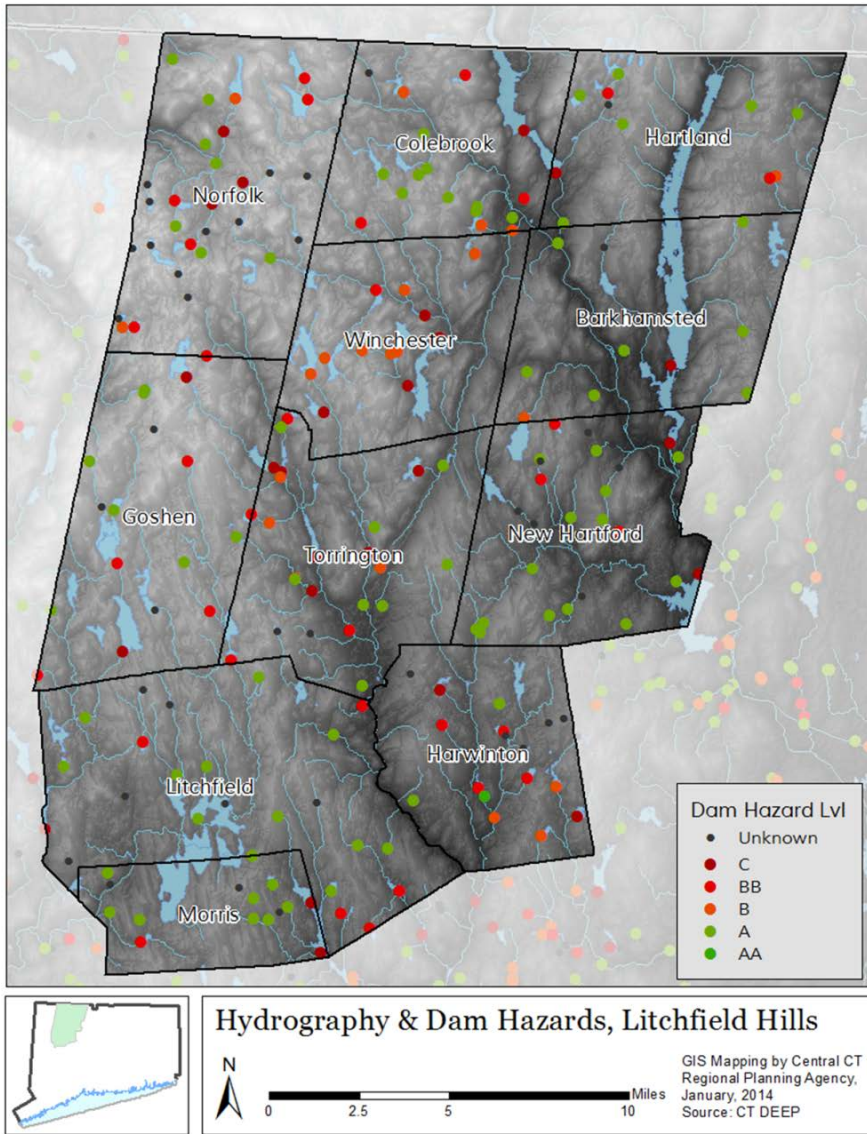 Colebrook
Hartland
Norfolk
Barkhamsted
Winchester
Goshen
New Hartford
Torrington
Harwinton
Litchfield
Morris
Dam Hazard Lvl
Unknown
C
BB
B
A
AA
Hydrography & Dam Hazards, Litchfield Hills
N
Miles
0 2.5 5 10
GIS Mapping by Central CT
Regional Planning Agency,
January, 2014
Source: CT DEEP